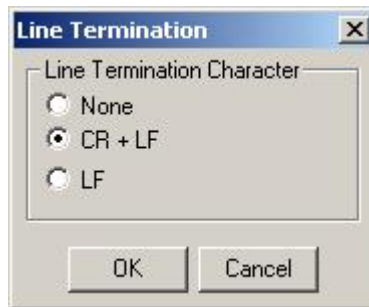 Line Termination
Line Termination Character
None
CR + LF
LF
OK Cancel